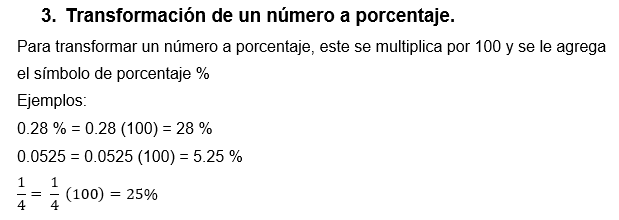 3. Transformación de un número a porcentaje.
Para transformar un número a porcentaje, este se multiplica por 100 y se le agrega
el símbolo de porcentaje %
Ejemplos:
0.28 % = 0.28 (100) = 28 %
0.0525 = 0.0525 (100) = 5.25 %
1/4 = 1/4 (100) = 25%